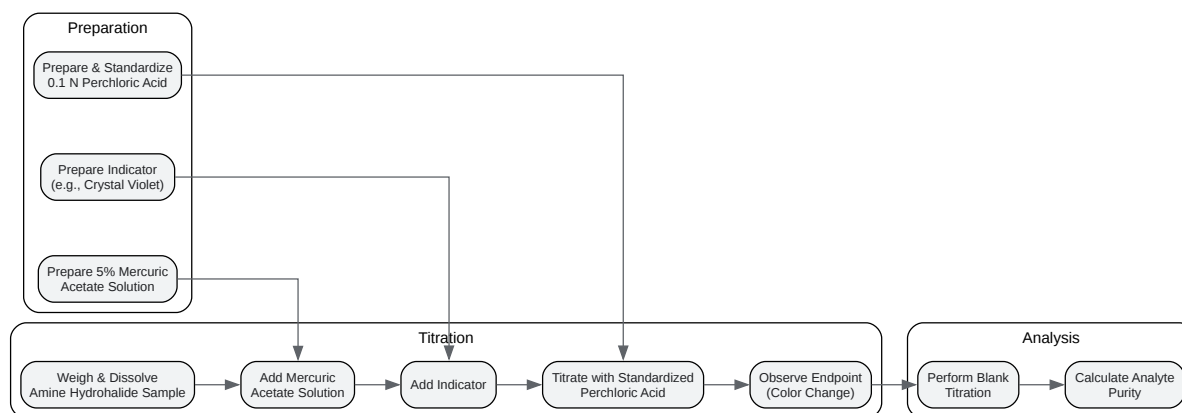 Preparation
Prepare & Standardize
0.1 N Perchloric Acid
Prepare Indicator
(e.g., Crystal Violet)
Prepare 5% Mercuric
Acetate Solution
Titration
Weigh & Dissolve
Amine Hydrohalide Sample
Add Mercuric
Acetate Solution
Add Indicator
Titrate with Standardized
Perchloric Acid
Observe Endpoint
(Color Change)
Analysis
Perform Blank
Titration
Calculate Analyte
Purity